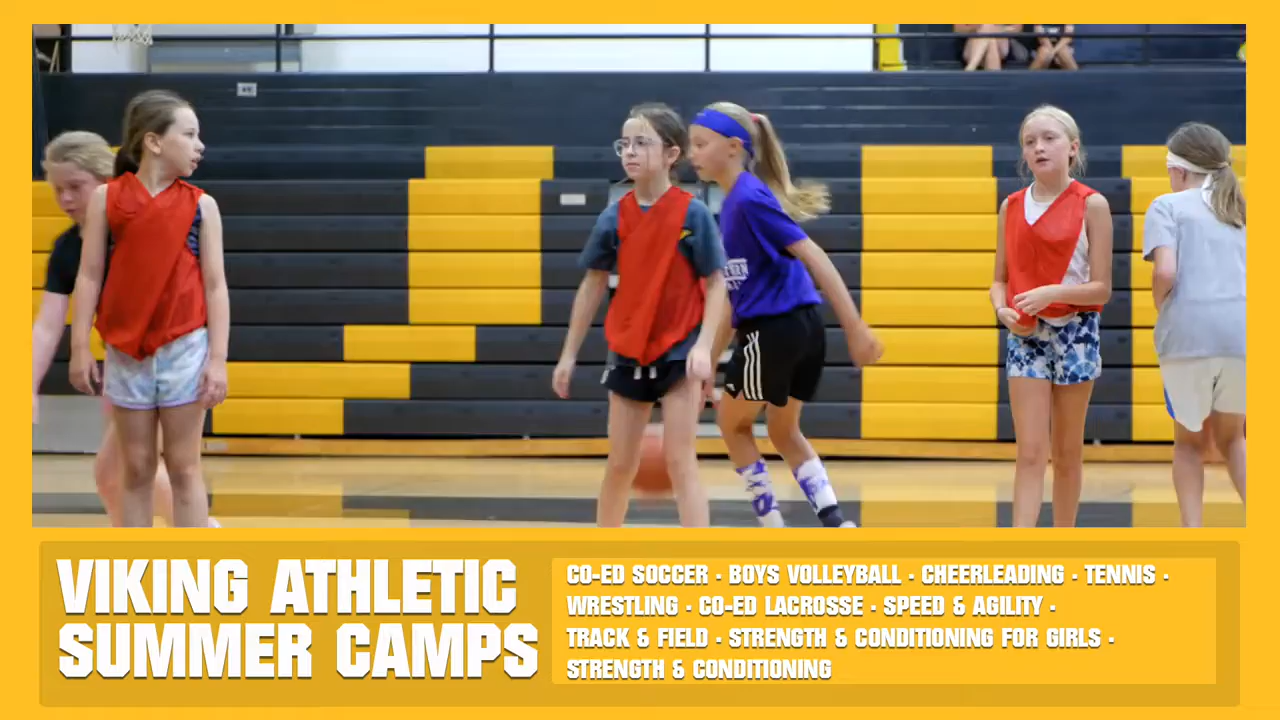 VIKING ATHLETIC
SUMMER CAMPS
CO-ED SOCCER · BOYS VOLLEYBALL · CHEERLEADING · TENNIS ·
WRESTLING · CO-ED LACROSSE · SPEED & AGILITY ·
TRACK & FIELD · STRENGTH & CONDITIONING FOR GIRLS ·
STRENGTH & CONDITIONING